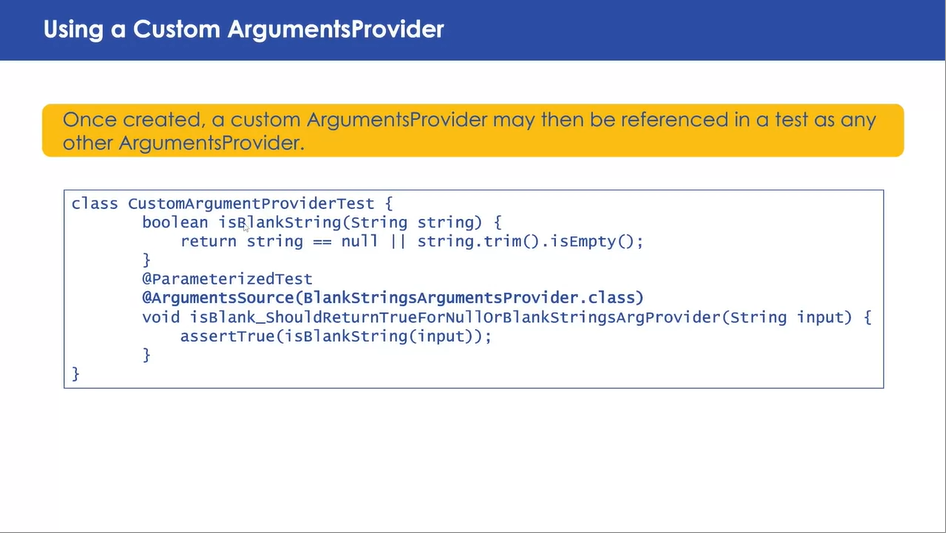 Using a Custom ArgumentsProvider
Once created, a custom ArgumentsProvider may then be referenced in a test as any
other ArgumentsProvider.
class CustomArgumentProviderTest {
boolean isBlankString(String string) {
return string == null || string.trim().isEmpty();
}
@ParameterizedTest
@ArgumentsSource(BlankStringsArgumentsProvider.class)
void isBlank_ShouldReturnTrueForNullOrBlankStringsArgProvider(String input) {
assertTrue(isBlankString(input));
}
}